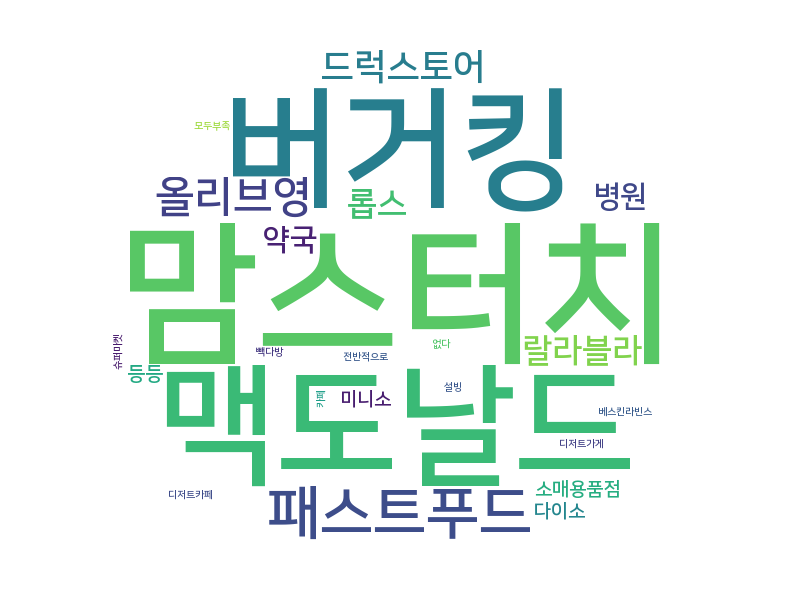 드럭스토어
버거킹
모두부족
올리브영
롭스
병원
약국
맘스터치
슈퍼마켓
빽다방
전반적으로
없다
랄라블라
등등
맥도날드
카페
미니소
설빙
베스킨라빈스
디저트가게
디저트카페
패스트푸드
소매용품점
다이소